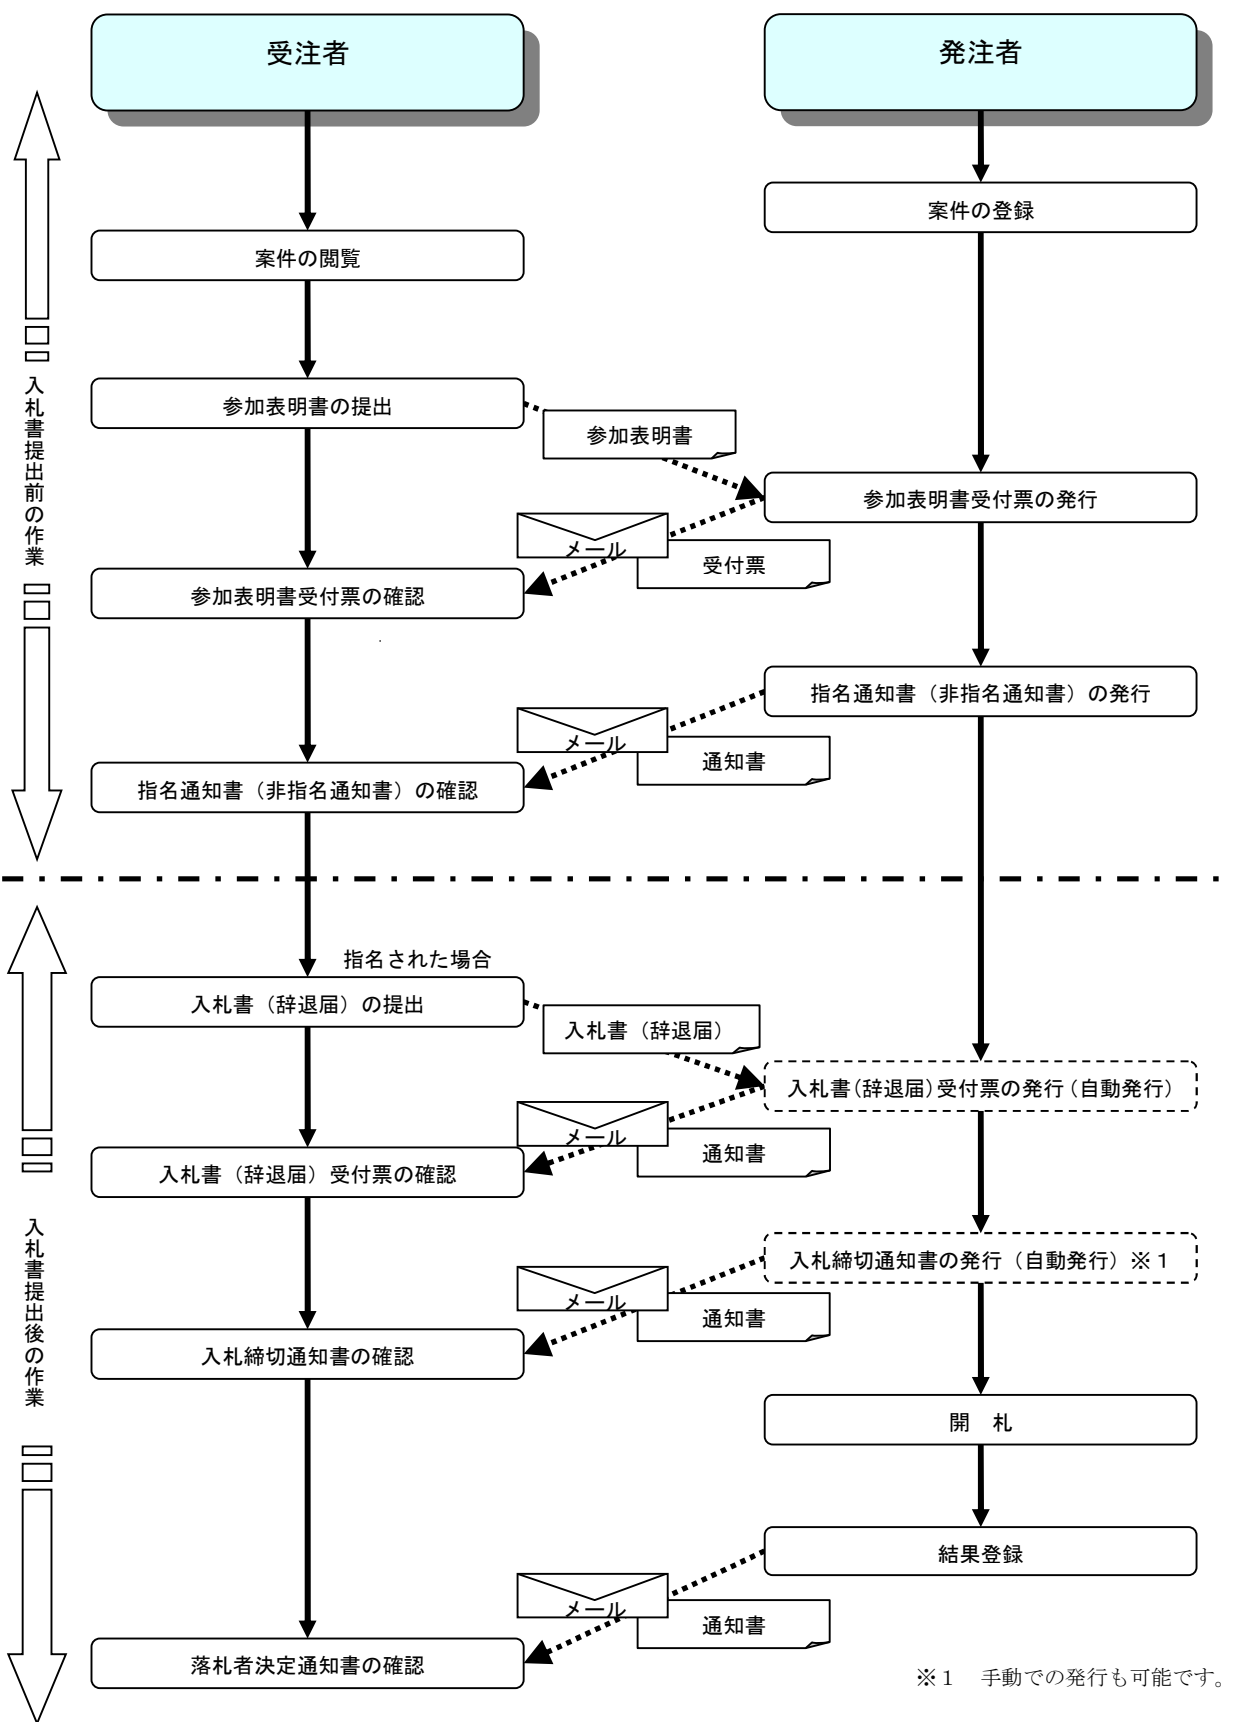 受注者
発注者
案件の登録
案件の閲覧
入札書提出前の作業
参加表明書の提出
参加表明書
参加表明書受付票の発行
メール
受付票
参加表明書受付票の確認
指名通知書（非指名通知書）の発行
メール
通知書
指名通知書（非指名通知書）の確認
指名された場合
入札書（辞退届）の提出
入札書（辞退届）
入札書(辞退届)受付票の発行(自動発行)
メール
通知書
入札書（辞退届）受付票の確認
入札書提出後の作業
入札締切通知書の発行（自動発行）※１
メール
通知書
入札締切通知書の確認
開　札
結果登録
メール
通知書
落札者決定通知書の確認
※１　手動での発行も可能です。